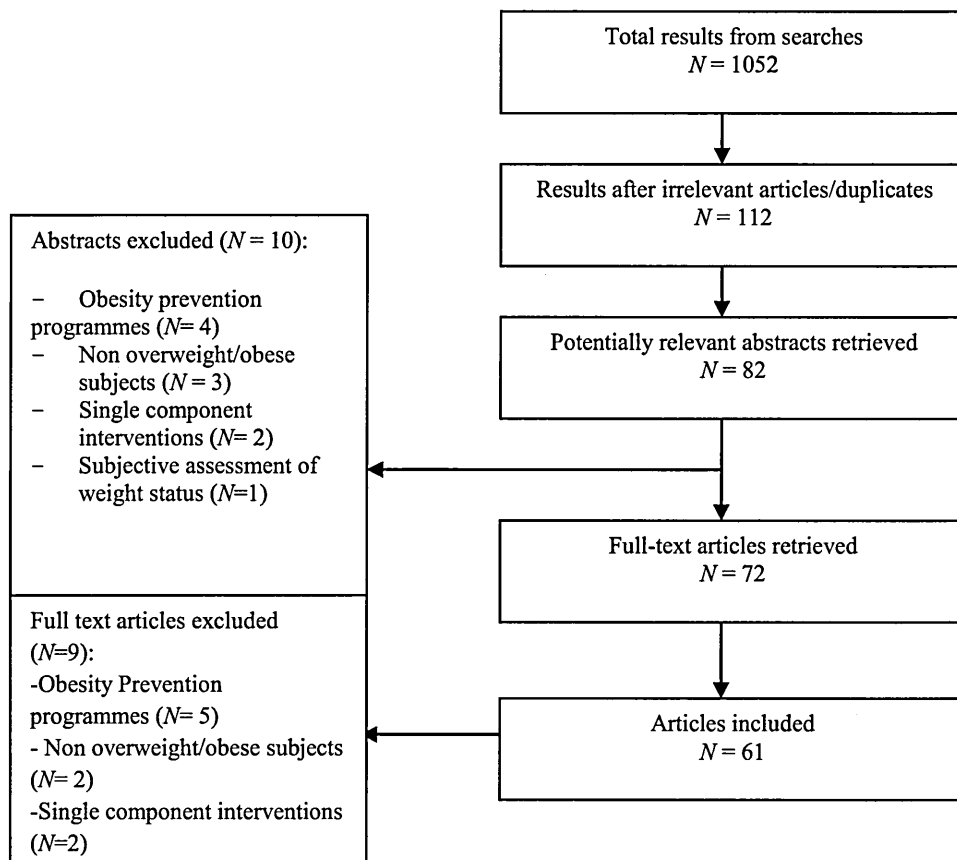 Total results from searches
N = 1052
Results after irrelevant articles/duplicates
N = 112
Potentially relevant abstracts retrieved
N = 82
Full-text articles retrieved
N = 72
Articles included
N = 61
Abstracts excluded (N = 10):
– Obesity prevention
programmes (N= 4)
– Non overweight/obese
subjects (N = 3)
– Single component
interventions (N= 2)
– Subjective assessment of
weight status (N=1)
Full text articles excluded
(N=9):
-Obesity Prevention
programmes (N= 5)
- Non overweight/obese subjects
(N= 2)
-Single component interventions
(N=2)